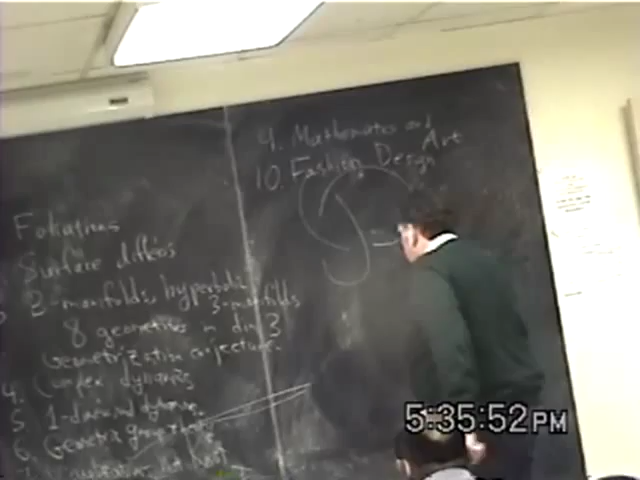 Foliations
Surface diffeos
3-manifolds, hyperbolic
3-manifolds
8 geometries in dim 3
Geometrization conjecture.
4. Complex dynamics
5. 1-dimensional dynamics
6. Geometric group theory
9. Mathematics and Art
10. Fashion Design
5:35:52PM